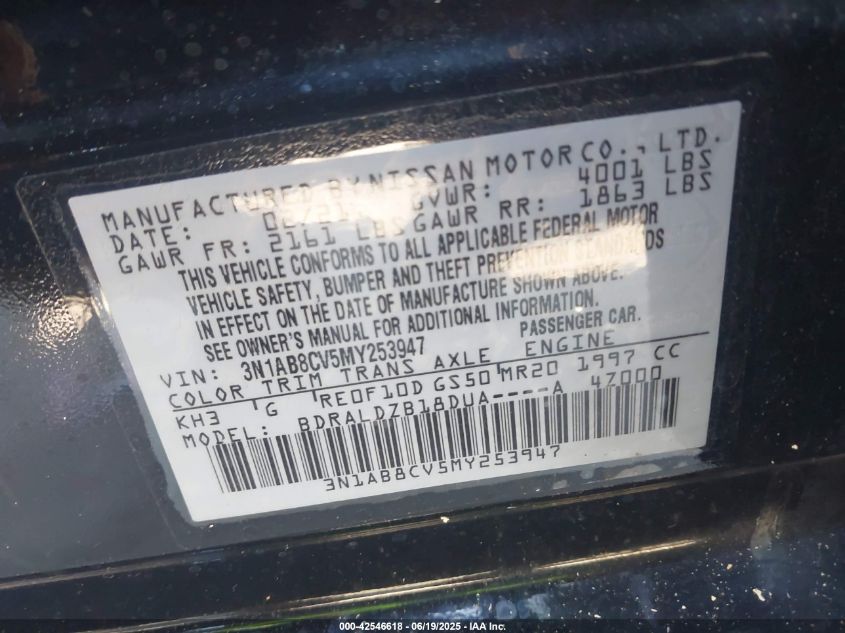 MANUFACTURED BY NISSAN MOTOR CO., LTD.
DATE: 06/21 GVWR: 4001 LBS
GAWR FR: 2161 LBS GAWR RR: 1863 LBS
THIS VEHICLE CONFORMS TO ALL APPLICABLE FEDERAL MOTOR
VEHICLE SAFETY, BUMPER AND THEFT PREVENTION STANDARDS
IN EFFECT ON THE DATE OF MANUFACTURE SHOWN ABOVE.
SEE OWNER'S MANUAL FOR ADDITIONAL INFORMATION.
VIN: 3N1AB8CV5MY253947 PASSENGER CAR.
COLOR TRIM TRANS AXLE ENGINE
KH3 G RE0F10D GS50 MR20 1997 CC
MODEL: BDRALDZB18DUA----A 47000
3N1AB8CV5MY253947
000-42546618 - 06/19/2025 - IAA Inc.